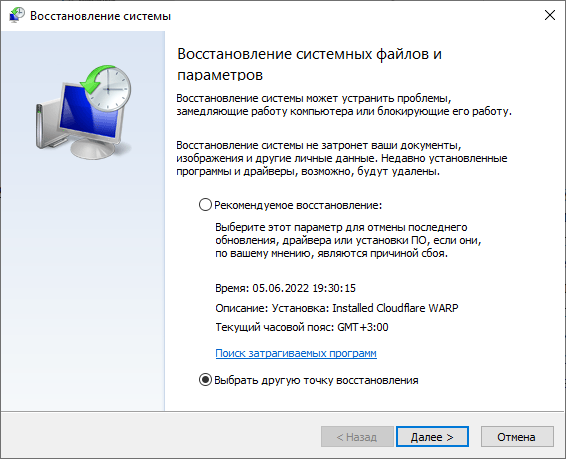 Восстановление системы
Восстановление системных файлов и
параметров
Восстановление системы может устранить проблемы,
замедляющие работу компьютера или блокирующие его работу.
Восстановление системы не затронет ваши документы,
изображения и другие личные данные. Недавно установленные
программы и драйверы, возможно, будут удалены.
Рекомендуемое восстановление:
Выберите этот параметр для отмены последнего
обновления, драйвера или установки ПО, если они,
по вашему мнению, являются причиной сбоя.
Время: 05.06.2022 19:30:15
Описание: Установка: Installed Cloudflare WARP
Текущий часовой пояс: GMT+3:00
Поиск затрагиваемых программ
Выбрать другую точку восстановления
< Назад
Далее >
Отмена